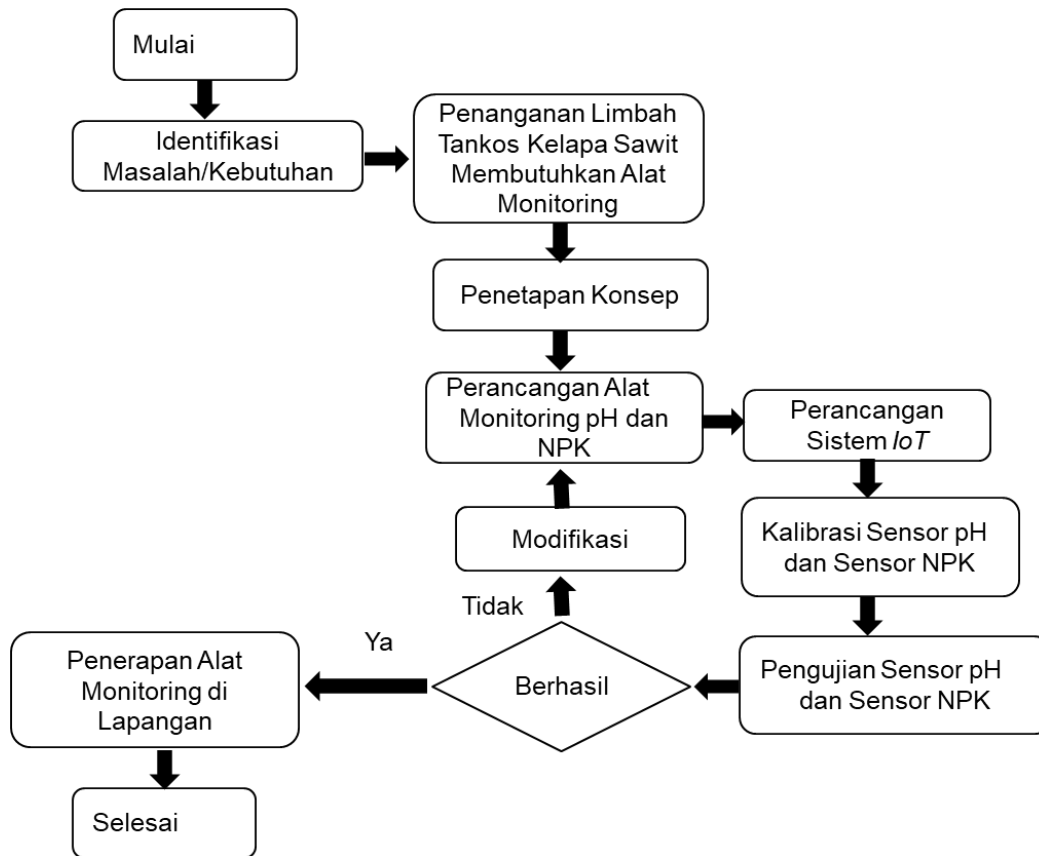 Mulai
Identifikasi
Masalah/Kebutuhan
Penanganan Limbah
Tankos Kelapa Sawit
Membutuhkan Alat
Monitoring
Penetapan Konsep
Perancangan Alat
Monitoring pH dan
NPK
Perancangan
Sistem IoT
Kalibrasi Sensor pH
dan Sensor NPK
Pengujian Sensor pH
dan Sensor NPK
Berhasil
Tidak
Modifikasi
Ya
Penerapan Alat
Monitoring di
Lapangan
Selesai